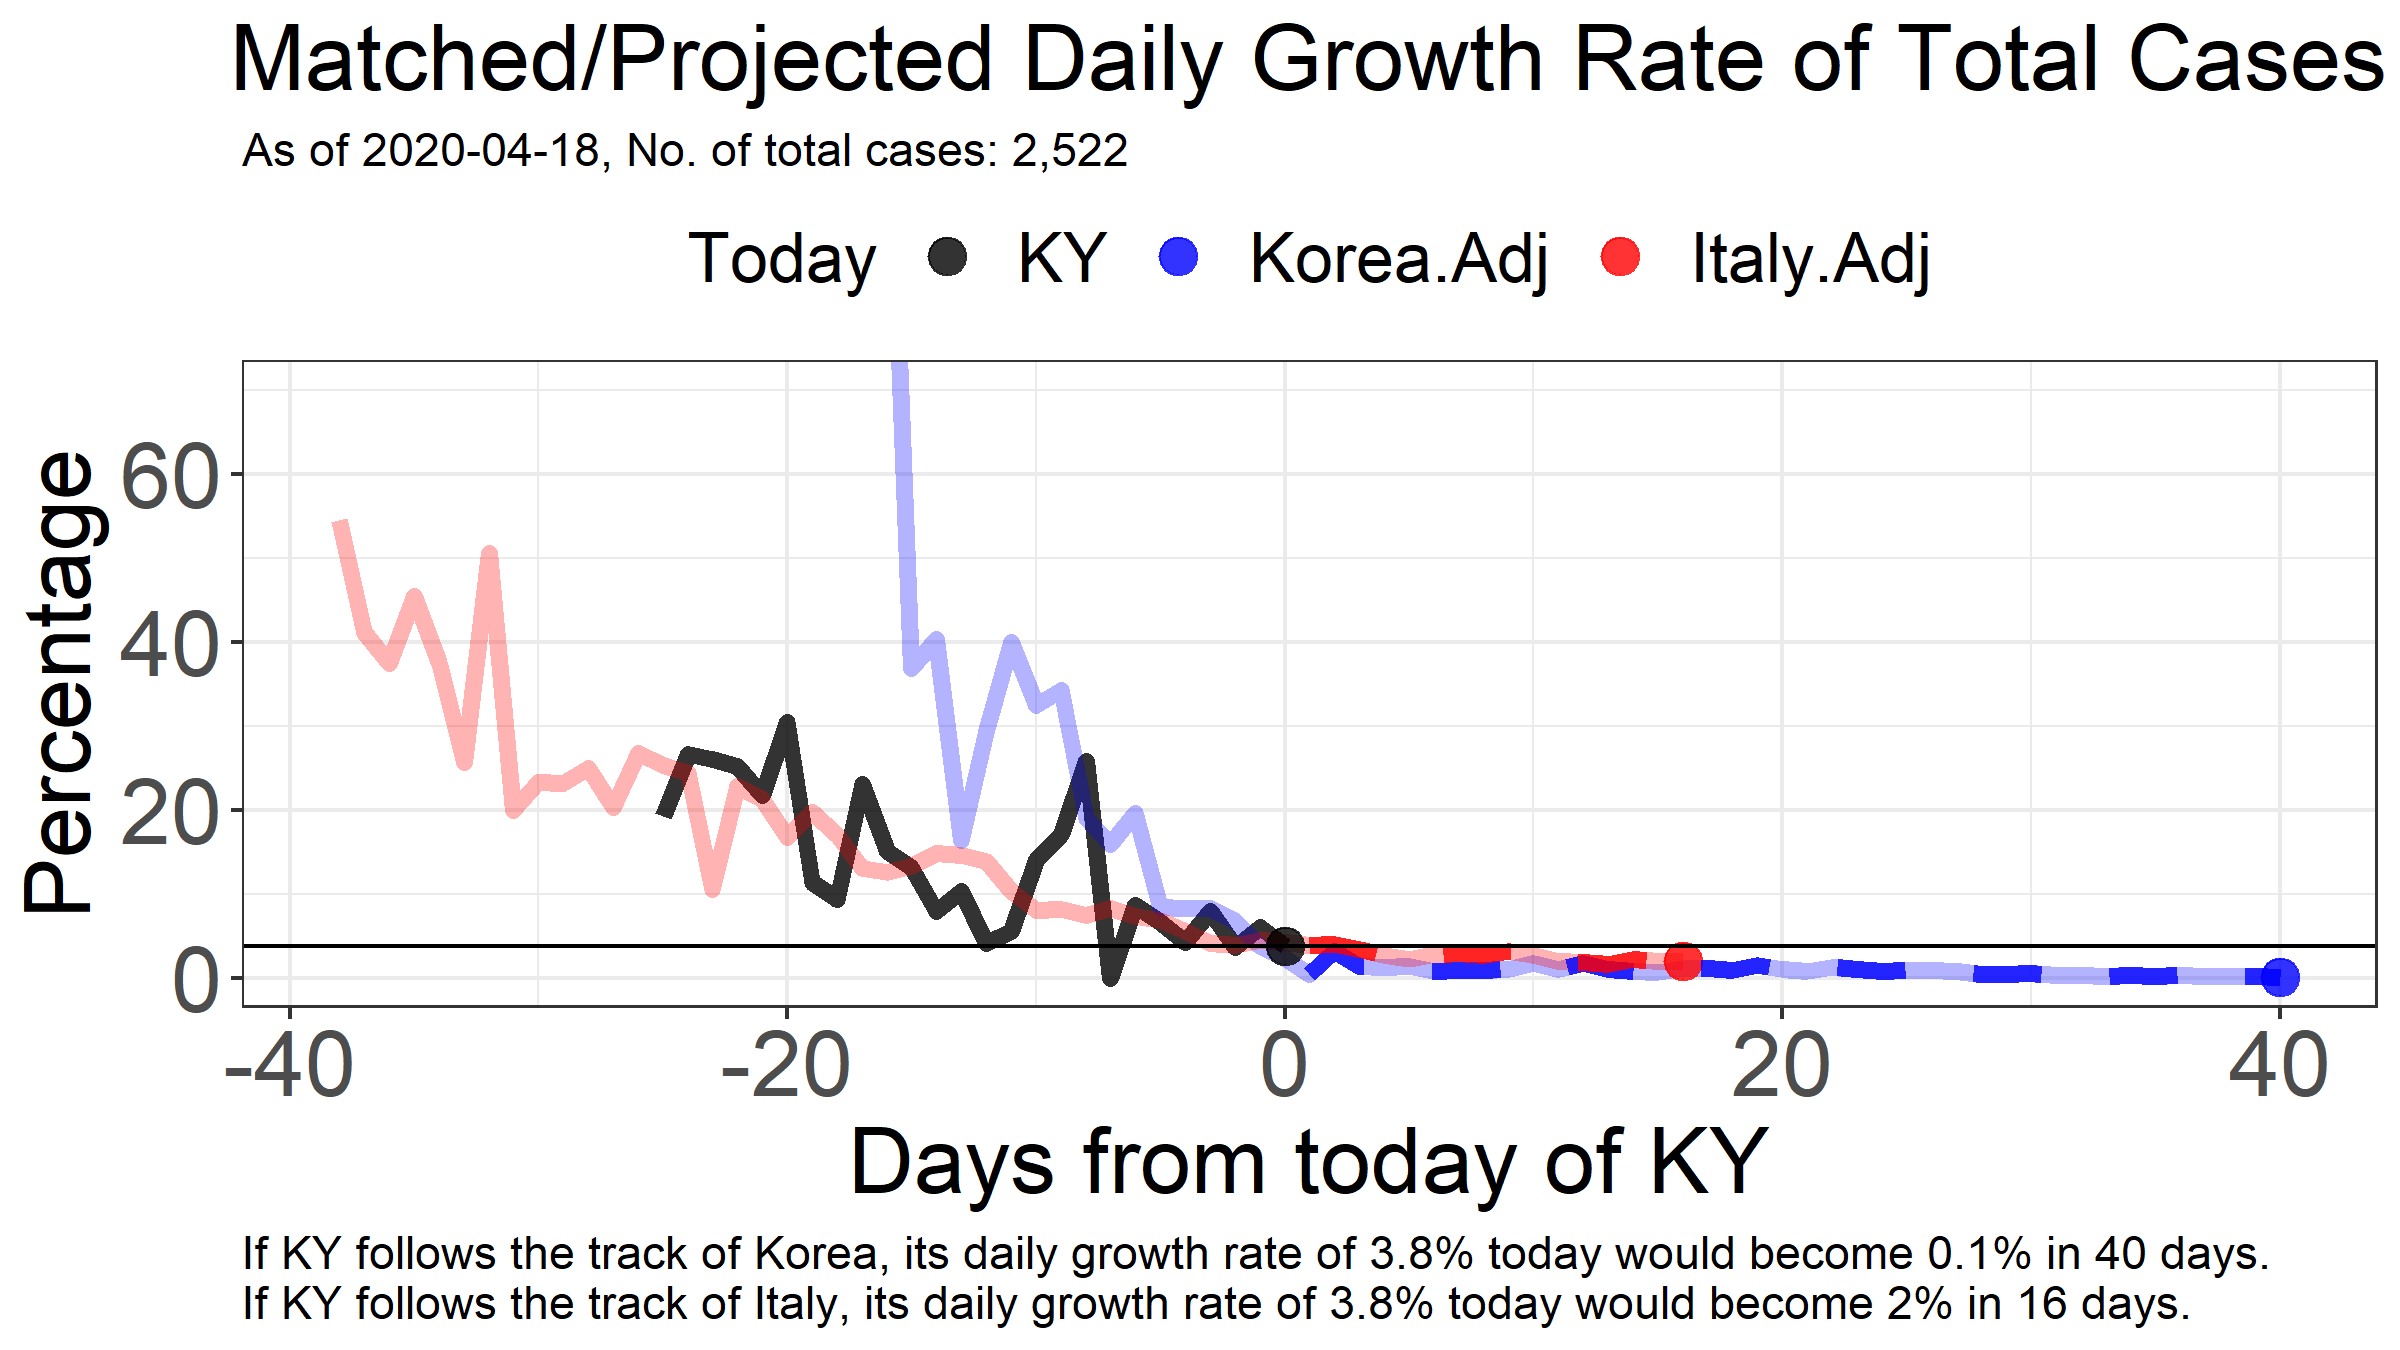 Matched/Projected Daily Growth Rate of Total Cases
As of 2020-04-18, No. of total cases: 2,522
Today KY Korea.Adj Italy.Adj
Percentage
60
40
20
0
-40 -20 0 20 40
Days from today of KY
If KY follows the track of Korea, its daily growth rate of 3.8% today would become 0.1% in 40 days.
If KY follows the track of Italy, its daily growth rate of 3.8% today would become 2% in 16 days.